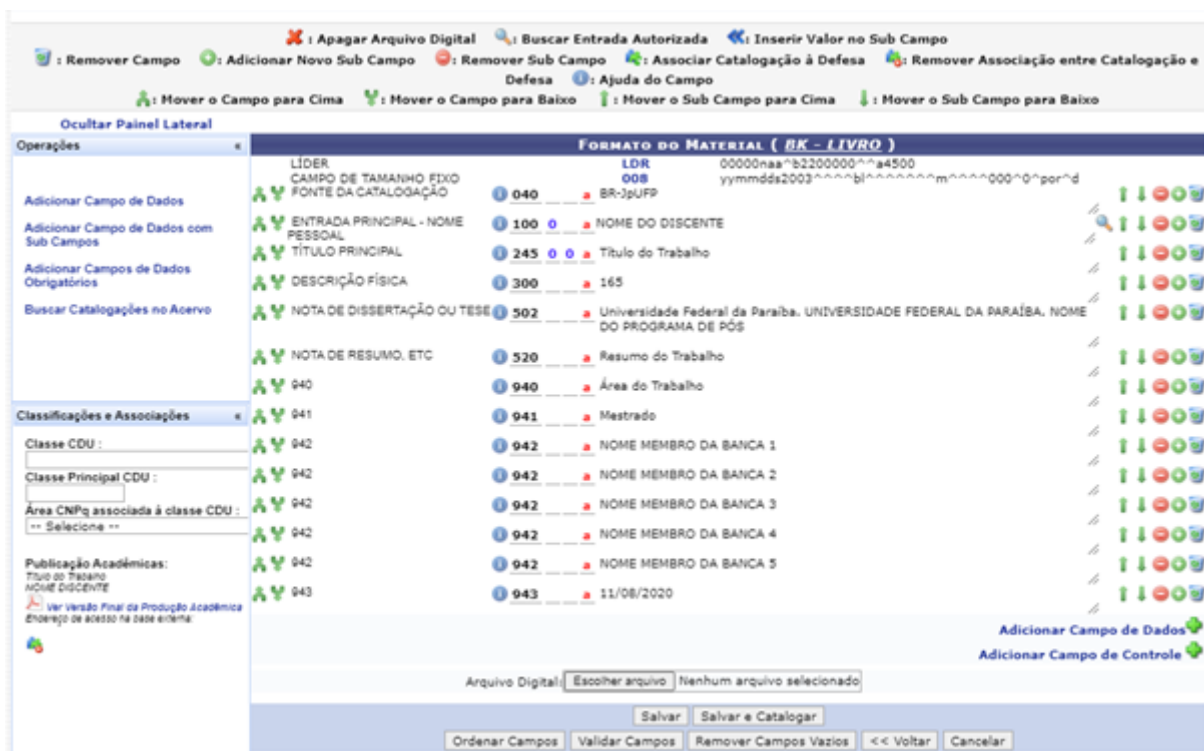 : Apagar Arquivo Digital : Buscar Entrada Autorizada : Inserir Valor no Sub Campo
: Remover Campo : Adicionar Novo Sub Campo : Remover Sub Campo : Associar Catalogação à Defesa : Remover Associação entre Catalogação e
Defesa : Ajuda do Campo
: Mover o Campo para Cima : Mover o Campo para Baixo : Mover o Sub Campo para Cima : Mover o Sub Campo para Baixo
Ocultar Painel Lateral
Operações «
Adicionar Campo de Dados
Adicionar Campo de Dados com
Sub Campos
Adicionar Campos de Dados
Obrigatórios
Buscar Catalogações no Acervo
Classificações e Associações «
Classe CDU :
Classe Principal CDU :
Área CNPq associada à classe CDU :
-- Selecione --
Publicação Acadêmicas:
Título do Trabalho
NOME DISCENTE
Ver Versão Final da Produção Acadêmica
Endereço de acesso na base externa:
FORMATO DO MATERIAL ( BK - LIVRO )
LÍDER LDR 00000naa^b2200000^^a4500
CAMPO DE TAMANHO FIXO 008 yymmdds2003^^^^bl^^^^^^^m^^^^000^0^por^d
FONTE DA CATALOGAÇÃO 040 __ a BR-JpUFP
ENTRADA PRINCIPAL - NOME
PESSOAL 100 0 _ a NOME DO DISCENTE
TÍTULO PRINCIPAL 245 0 0 a Título do Trabalho
DESCRIÇÃO FÍSICA 300 __ a 165
NOTA DE DISSERTAÇÃO OU TESE 502 __ a Universidade Federal da Paraíba. UNIVERSIDADE FEDERAL DA PARAÍBA. NOME
DO PROGRAMA DE PÓS
NOTA DE RESUMO, ETC 520 __ a Resumo do Trabalho
940 940 __ a Área do Trabalho
941 941 __ a Mestrado
942 942 __ a NOME MEMBRO DA BANCA 1
942 942 __ a NOME MEMBRO DA BANCA 2
942 942 __ a NOME MEMBRO DA BANCA 3
942 942 __ a NOME MEMBRO DA BANCA 4
942 942 __ a NOME MEMBRO DA BANCA 5
943 943 __ a 11/08/2020
Adicionar Campo de Dados
Adicionar Campo de Controle
Arquivo Digital: Escolher arquivo Nenhum arquivo selecionado
Salvar Salvar e Catalogar
Ordenar Campos Validar Campos Remover Campos Vazios << Voltar Cancelar